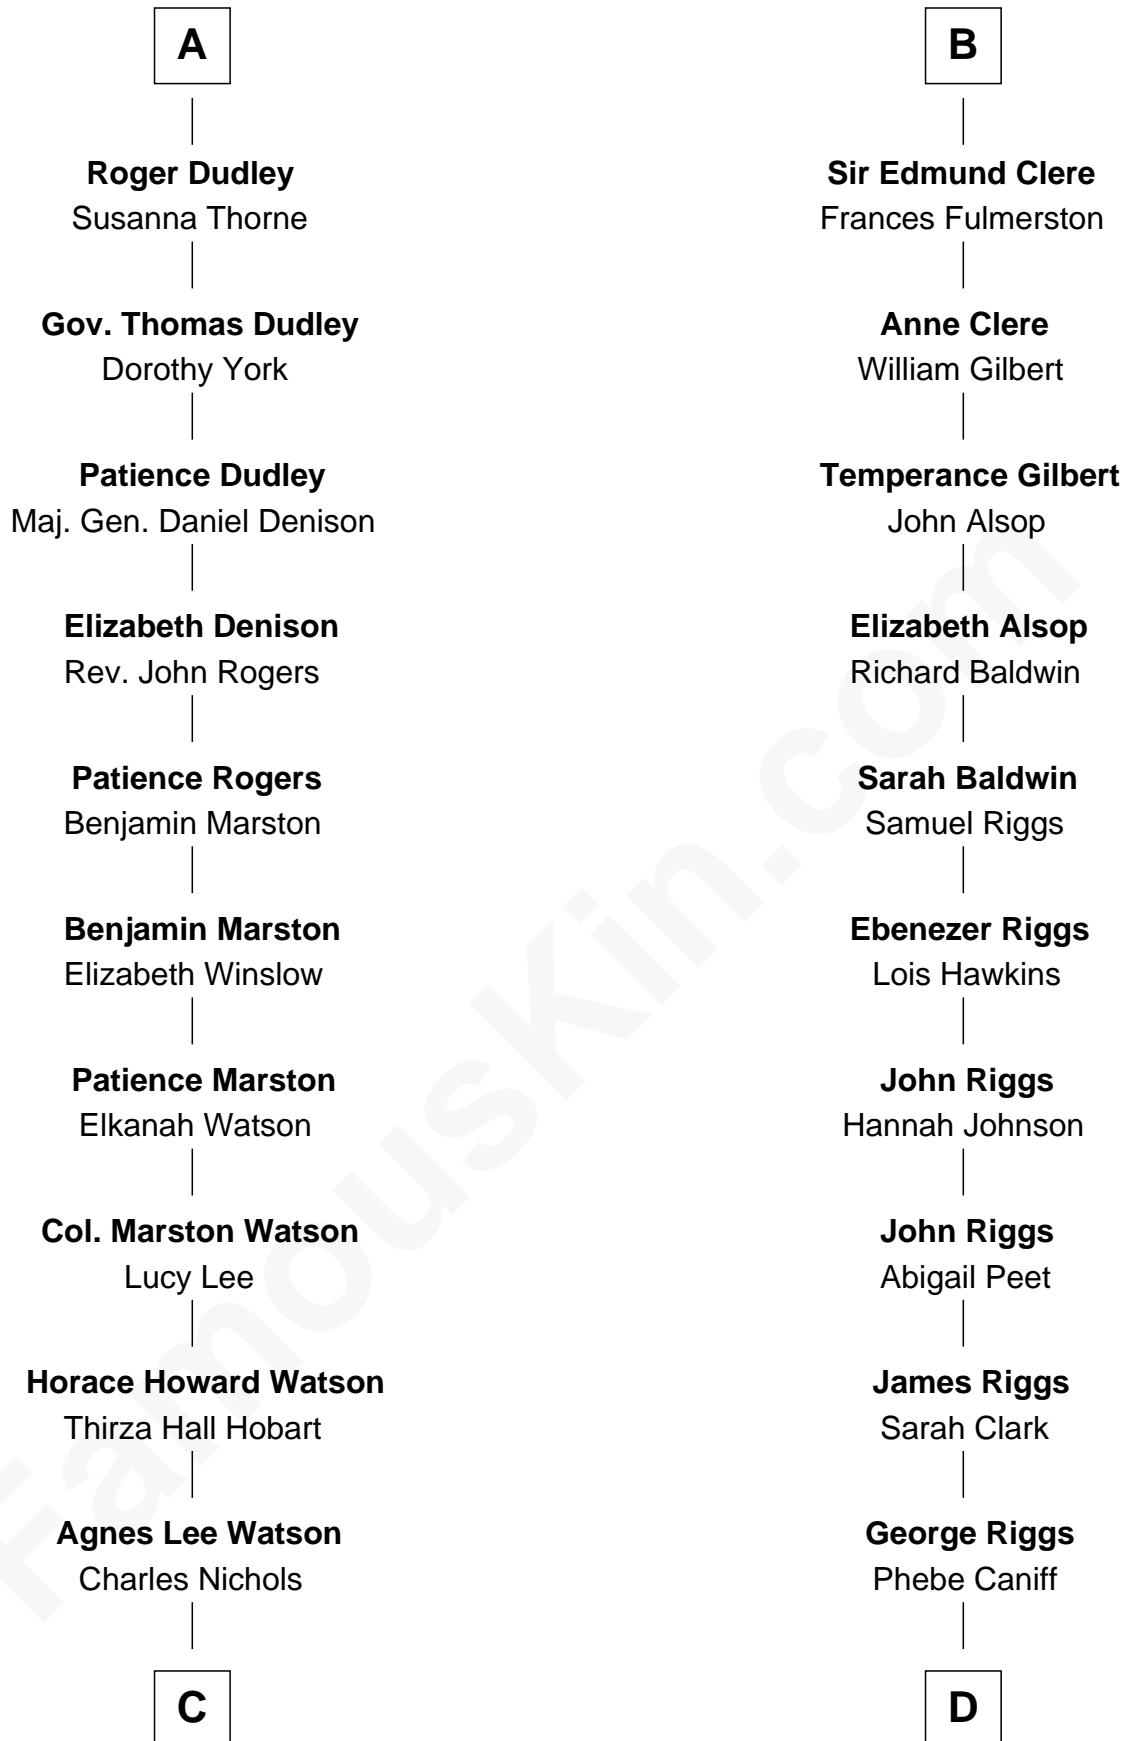 A
Roger Dudley
Susanna Thorne
Gov. Thomas Dudley
Dorothy York
Patience Dudley
Maj. Gen. Daniel Denison
Elizabeth Denison
Rev. John Rogers
Patience Rogers
Benjamin Marston
Benjamin Marston
Elizabeth Winslow
Patience Marston
Elkanah Watson
Col. Marston Watson
Lucy Lee
Horace Howard Watson
Thirza Hall Hobart
Agnes Lee Watson
Charles Nichols
C
B
Sir Edmund Clere
Frances Fulmerston
Anne Clere
William Gilbert
Temperance Gilbert
John Alsop
Elizabeth Alsop
Richard Baldwin
Sarah Baldwin
Samuel Riggs
Ebenezer Riggs
Lois Hawkins
John Riggs
Hannah Johnson
John Riggs
Abigail Peet
James Riggs
Sarah Clark
George Riggs
Phebe Caniff
D
FamousKin.com